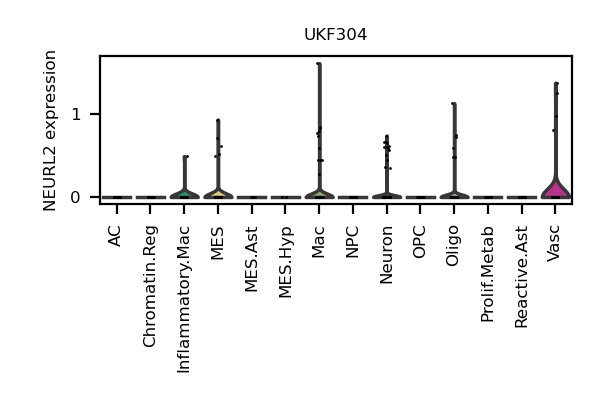 UKF304
NEURL2 expression
1
0
AC
Chromatin.Reg
Inflammatory.Mac
MES
MES.Ast
MES.Hyp
Mac
NPC
Neuron
OPC
Oligo
Prolif.Metab
Reactive.Ast
Vasc